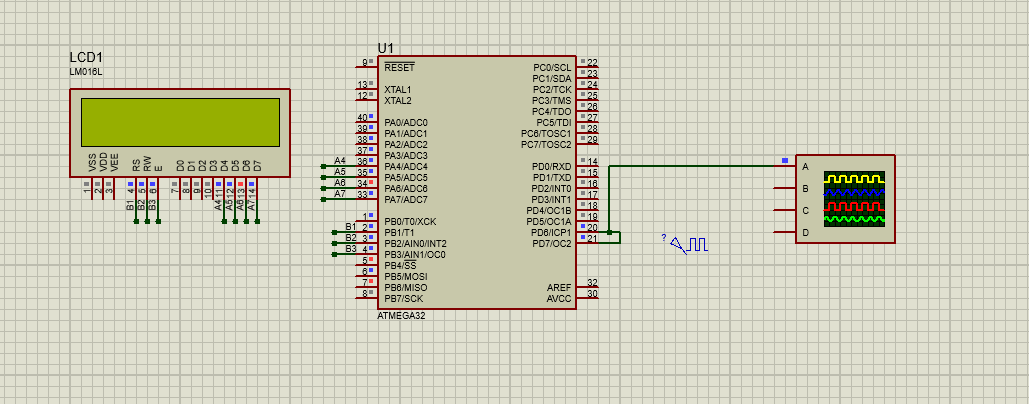 LCD1
LM016L
VSS
VDD
VEE
RS
RW
E
D0
D1
D2
D3
D4
D5
D6
D7
1
2
3
4
5
6
7
8
9
10
11
12
13
14
B1
B2
B3
A4
A5
A6
A7
U1
9 RESET PC0/SCL 22
PC1/SDA 23
13 XTAL1 PC2/TCK 24
12 XTAL2 PC3/TMS 25
PC4/TDO 26
40 PA0/ADC0 PC5/TDI 27
39 PA1/ADC1 PC6/TOSC1 28
38 PA2/ADC2 PC7/TOSC2 29
37 PA3/ADC3
A4 36 PA4/ADC4 PD0/RXD 14
A5 35 PA5/ADC5 PD1/TXD 15
A6 34 PA6/ADC6 PD2/INT0 16
A7 33 PA7/ADC7 PD3/INT1 17
PD4/OC1B 18
1 PB0/T0/XCK PD5/OC1A 19
B1 2 PB1/T1 PD6/ICP1 20
B2 3 PB2/AIN0/INT2 PD7/OC2 21
B3 4 PB3/AIN1/OC0
5 PB4/SS
6 PB5/MOSI
7 PB6/MISO AREF 32
8 PB7/SCK AVCC 30
ATMEGA32
?
A
B
C
D